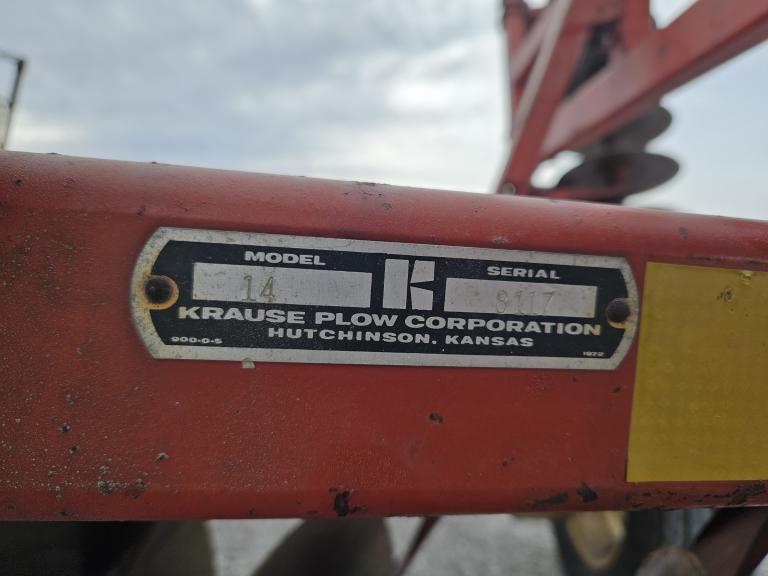 MODEL K SERIAL
14 8117
KRAUSE PLOW CORPORATION
HUTCHINSON, KANSAS
900-0-5 1972